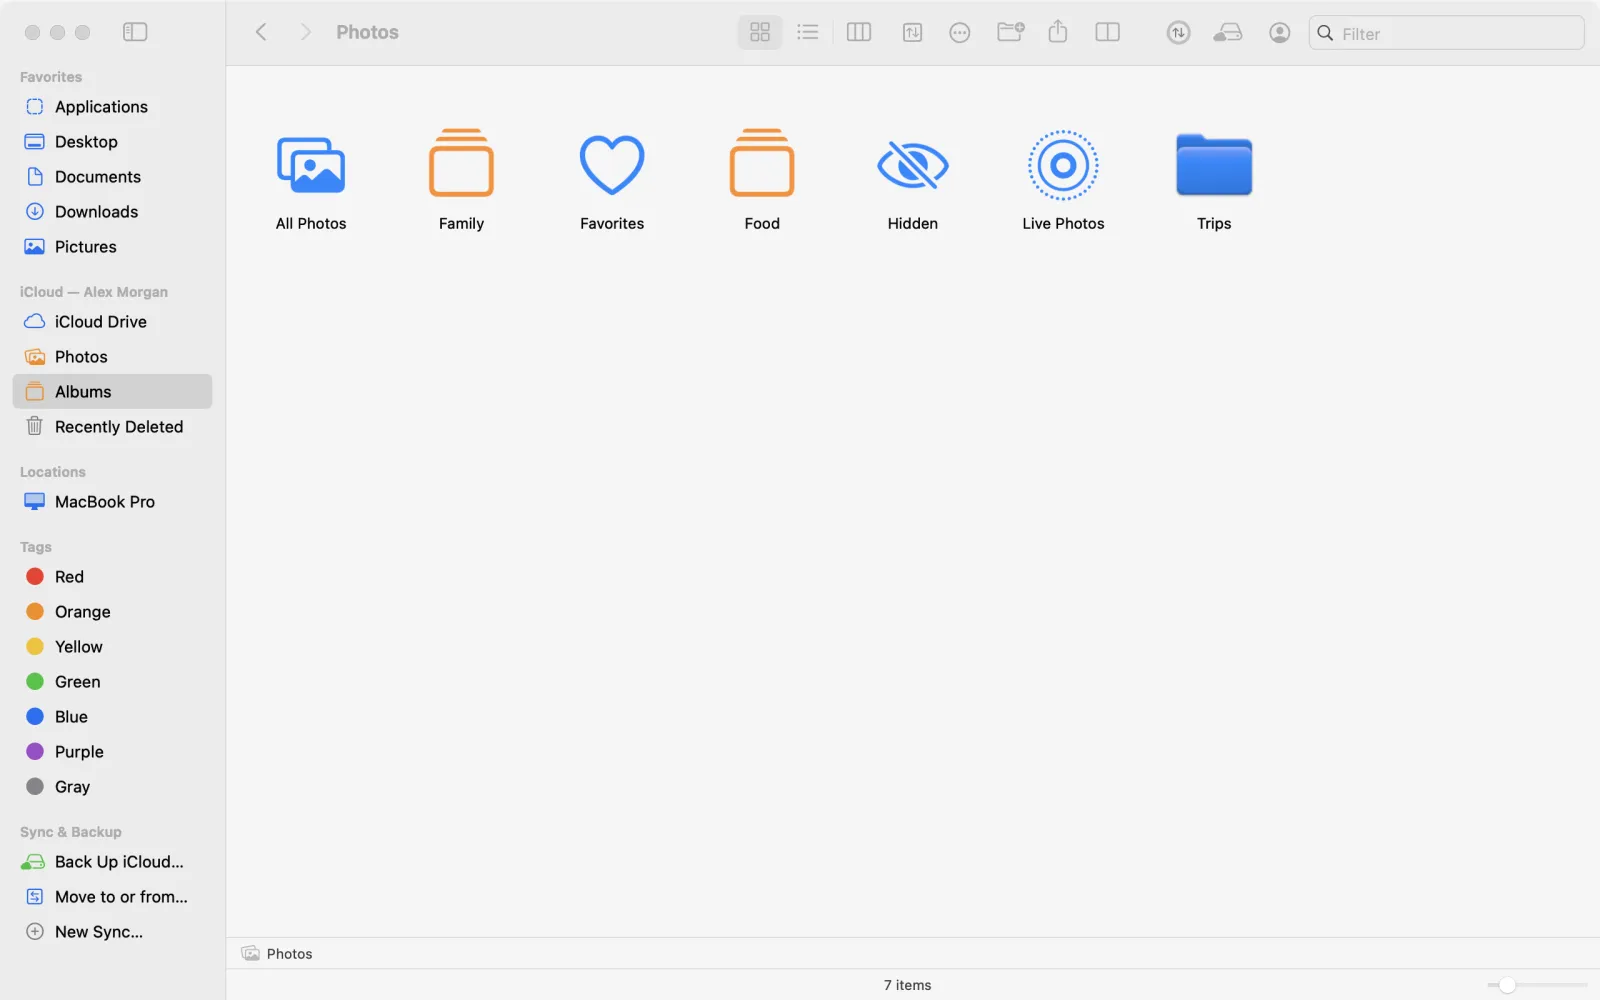 Photos
Filter
Favorites
Applications
Desktop
Documents
Downloads
Pictures
iCloud — Alex Morgan
iCloud Drive
Photos
Albums
Recently Deleted
Locations
MacBook Pro
Tags
Red
Orange
Yellow
Green
Blue
Purple
Gray
Sync & Backup
Back Up iCloud...
Move to or from...
New Sync...
All Photos
Family
Favorites
Food
Hidden
Live Photos
Trips
Photos
7 items